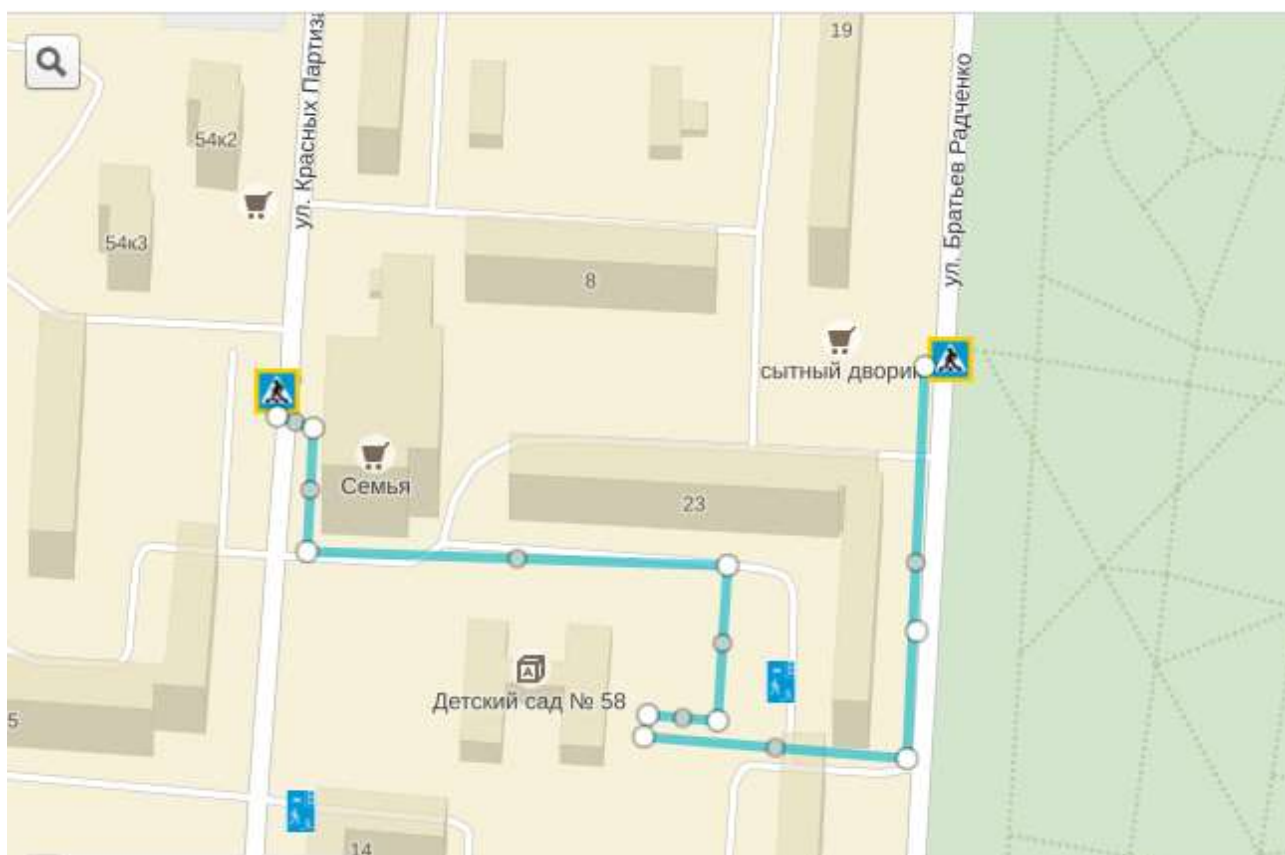 19
ул. Красных Партиза
ул. Братьев Радченко
54к2
54к3
8
сытный дворик
Семья
23
А
Детский сад № 58
5
14